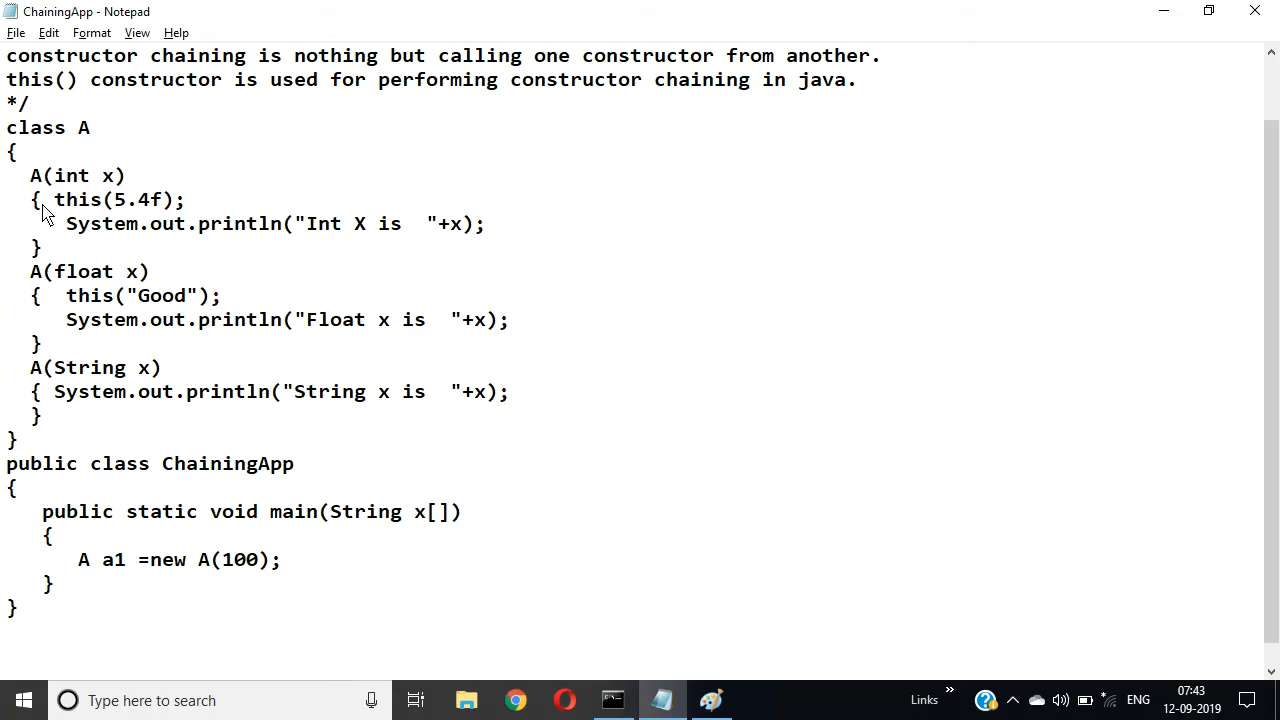 ChainingApp - Notepad
File Edit Format View Help
constructor chaining is nothing but calling one constructor from another.
this() constructor is used for performing constructor chaining in java.
*/
class A
{
  A(int x)
  { this(5.4f);
     System.out.println("Int X is  "+x);
  }
  A(float x)
  {  this("Good");
     System.out.println("Float x is  "+x);
  }
  A(String x)
  { System.out.println("String x is  "+x);
  }
}
public class ChainingApp
{
   public static void main(String x[])
   {
      A a1 =new A(100);
   }
}
Type here to search
Links
ENG
07:43
12-09-2019